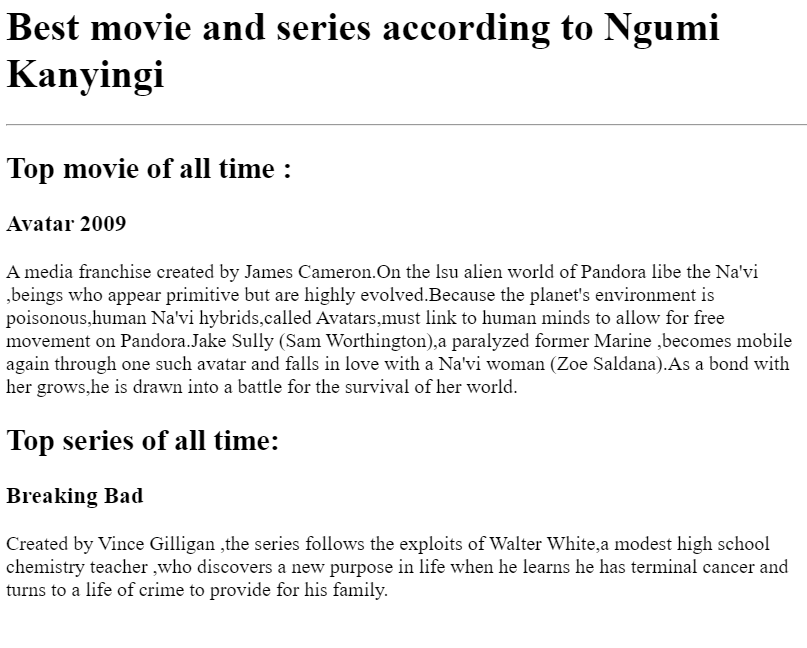 Best movie and series according to Ngumi
Kanyingi
Top movie of all time :
Avatar 2009
A media franchise created by James Cameron.On the lsu alien world of Pandora libe the Na'vi
,beings who appear primitive but are highly evolved.Because the planet's environment is
poisonous,human Na'vi hybrids,called Avatars,must link to human minds to allow for free
movement on Pandora.Jake Sully (Sam Worthington),a paralyzed former Marine ,becomes mobile
again through one such avatar and falls in love with a Na'vi woman (Zoe Saldana).As a bond with
her grows,he is drawn into a battle for the survival of her world.
Top series of all time:
Breaking Bad
Created by Vince Gilligan ,the series follows the exploits of Walter White,a modest high school
chemistry teacher ,who discovers a new purpose in life when he learns he has terminal cancer and
turns to a life of crime to provide for his family.